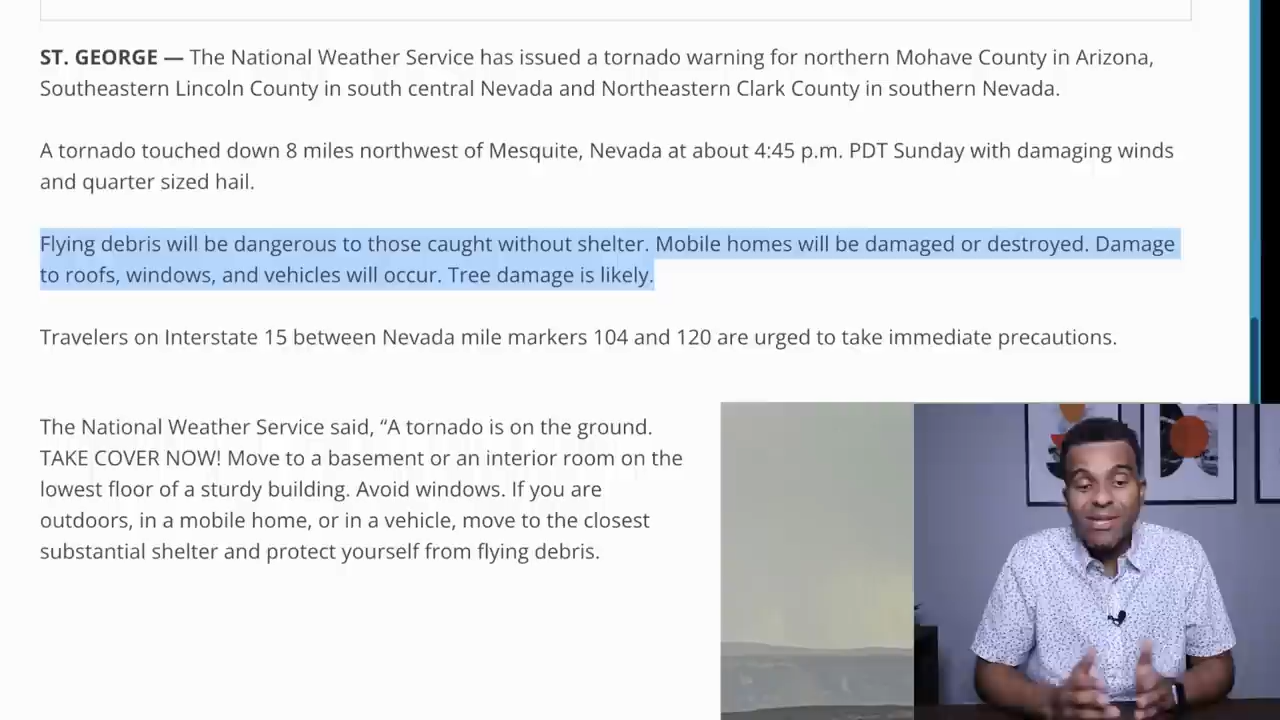 ST. GEORGE — The National Weather Service has issued a tornado warning for northern Mohave County in Arizona,
Southeastern Lincoln County in south central Nevada and Northeastern Clark County in southern Nevada.
A tornado touched down 8 miles northwest of Mesquite, Nevada at about 4:45 p.m. PDT Sunday with damaging winds
and quarter sized hail.
Flying debris will be dangerous to those caught without shelter. Mobile homes will be damaged or destroyed. Damage
to roofs, windows, and vehicles will occur. Tree damage is likely.
Travelers on Interstate 15 between Nevada mile markers 104 and 120 are urged to take immediate precautions.
The National Weather Service said, “A tornado is on the ground.
TAKE COVER NOW! Move to a basement or an interior room on the
lowest floor of a sturdy building. Avoid windows. If you are
outdoors, in a mobile home, or in a vehicle, move to the closest
substantial shelter and protect yourself from flying debris.